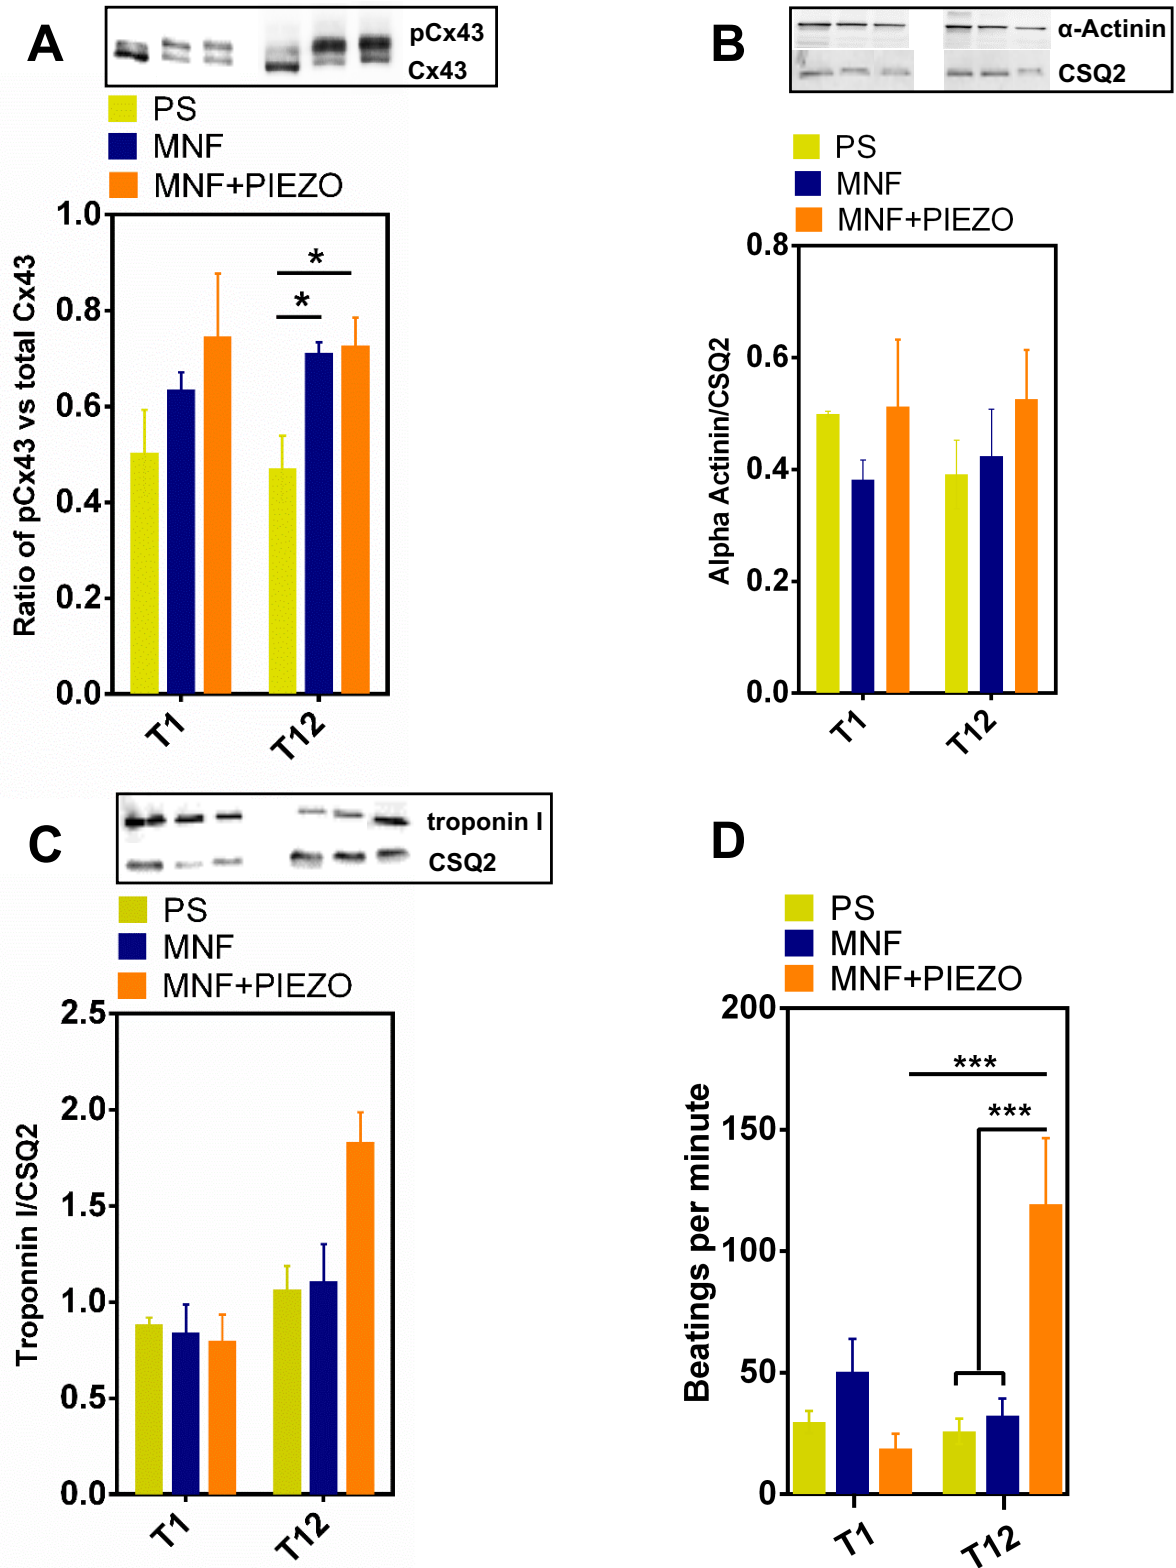 A
pCx43
Cx43
PS
MNF
MNF+PIEZO
Ratio of pCx43 vs total Cx43
1.0
0.8
0.6
0.4
0.2
0.0
*
*
T1
T12
B
α-Actinin
CSQ2
PS
MNF
MNF+PIEZO
Alpha Actinin/CSQ2
0.8
0.6
0.4
0.2
0.0
T1
T12
C
troponin I
CSQ2
PS
MNF
MNF+PIEZO
Troponnin I/CSQ2
2.5
2.0
1.5
1.0
0.5
0.0
T1
T12
D
PS
MNF
MNF+PIEZO
Beatings per minute
200
150
100
50
0
***
***
T1
T12